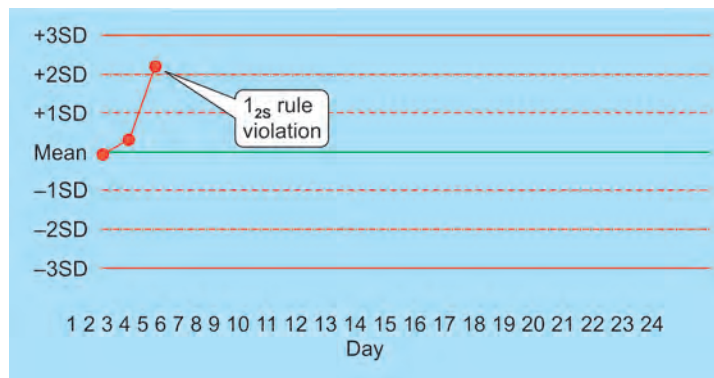 +3SD
+2SD
+1SD
1₂ₛ rule
violation
Mean
–1SD
–2SD
–3SD
1 2 3 4 5 6 7 8 9 10 11 12 13 14 15 16 17 18 19 20 21 22 23 24
Day